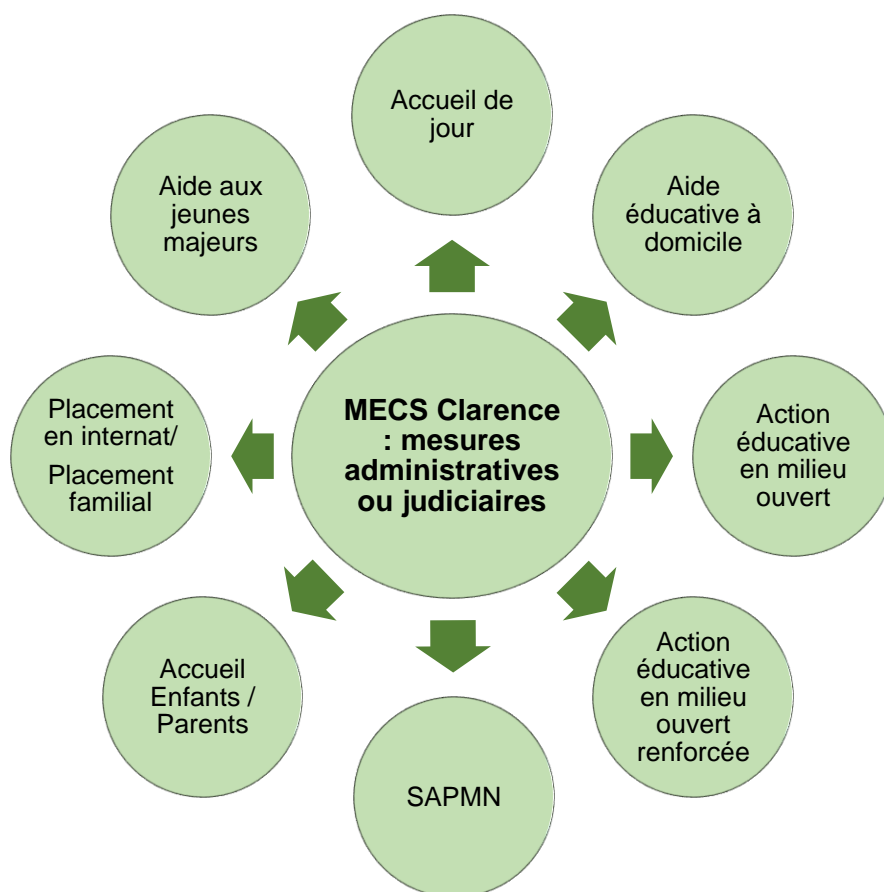 Accueil de
jour
Aide éducative à
domicile
Action
éducative
en milieu
ouvert
Action
éducative
en milieu
ouvert
renforcée
SAPMN
Accueil
Enfants /
Parents
Placement
en internat/
Placement
familial
Aide aux
jeunes
majeurs
MECS Clarence
: mesures
administratives
ou judiciaires